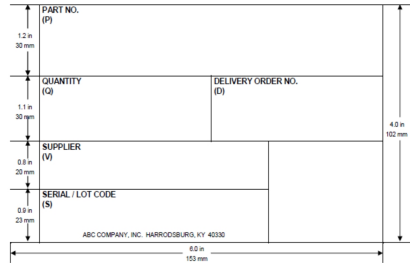 PART NO.
(P)
1.2 in
30 mm
QUANTITY
(Q)
DELIVERY ORDER NO.
(D)
1.1 in
30 mm
4.0 in
102 mm
SUPPLIER
(V)
0.8 in
20 mm
SERIAL / LOT CODE
(S)
0.9 in
23 mm
ABC COMPANY, INC. HARRODSBURG, KY 40330
6.0 in
153 mm